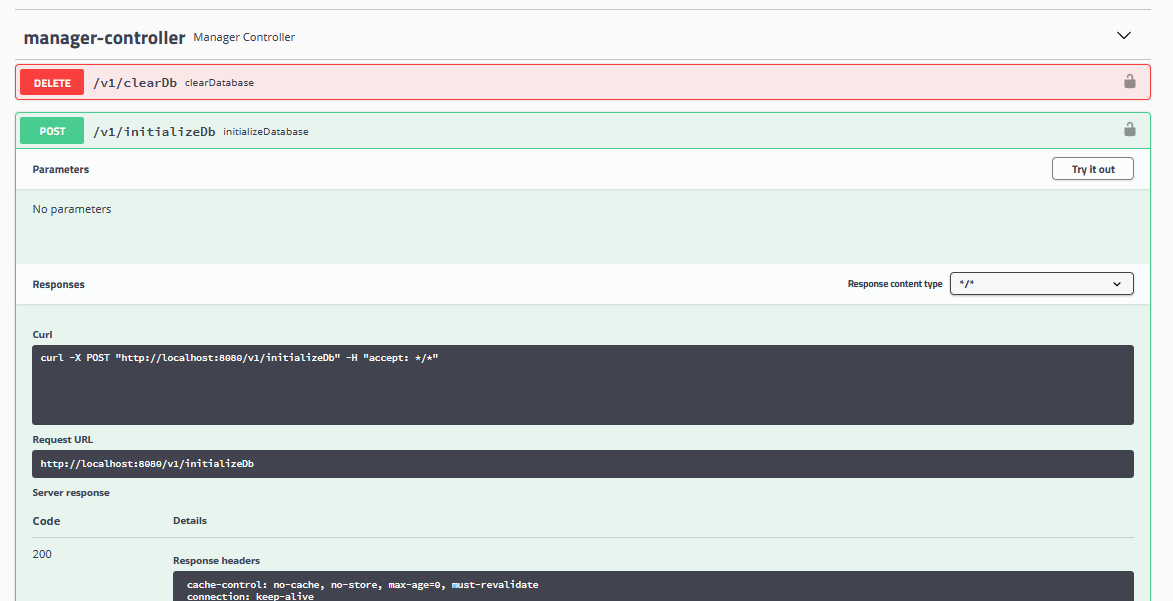 manager-controller Manager Controller
DELETE /v1/clearDb clearDatabase
POST /v1/initializeDb initializeDatabase
Parameters Try it out
No parameters
Responses Response content type */*
Curl
curl -X POST "http://localhost:8080/v1/initializeDb" -H "accept: */*"
Request URL
http://localhost:8080/v1/initializeDb
Server response
Code Details
200
Response headers
cache-control: no-cache, no-store, max-age=0, must-revalidate
connection: keep-alive